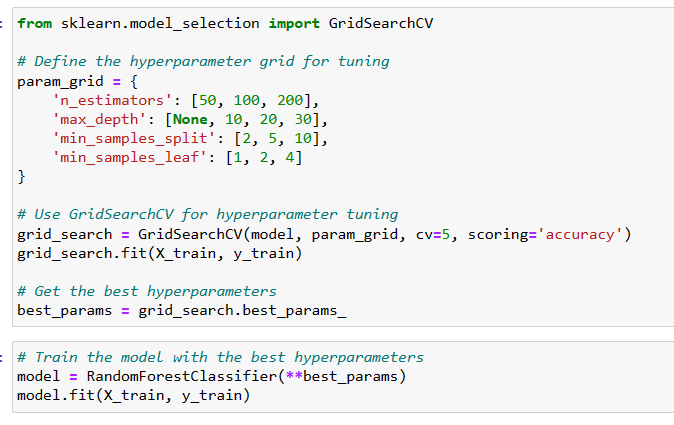 : from sklearn.model_selection import GridSearchCV
# Define the hyperparameter grid for tuning
param_grid = {
    'n_estimators': [50, 100, 200],
    'max_depth': [None, 10, 20, 30],
    'min_samples_split': [2, 5, 10],
    'min_samples_leaf': [1, 2, 4]
}
# Use GridSearchCV for hyperparameter tuning
grid_search = GridSearchCV(model, param_grid, cv=5, scoring='accuracy')
grid_search.fit(X_train, y_train)
# Get the best hyperparameters
best_params = grid_search.best_params_
: # Train the model with the best hyperparameters
model = RandomForestClassifier(**best_params)
model.fit(X_train, y_train)